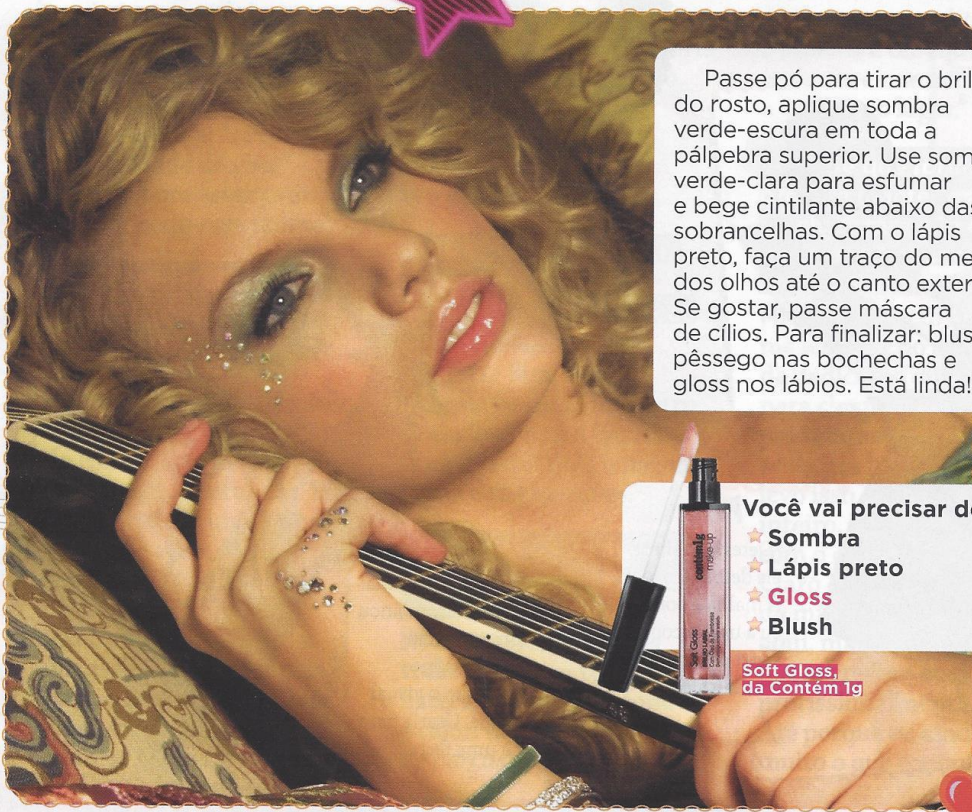 Passe pó para tirar o bril
do rosto, aplique sombra
verde-escura em toda a
pálpebra superior. Use som
verde-clara para esfumar
e bege cintilante abaixo das
sobrancelhas. Com o lápis
preto, faça um traço do me
dos olhos até o canto exter
Se gostar, passe máscara
de cílios. Para finalizar: blus
pêssego nas bochechas e
gloss nos lábios. Está linda!
Você vai precisar de
Sombra
Lápis preto
Gloss
Blush
contém1g
make-up
Soft Gloss
BRILHO LABIAL
Soft Gloss,
da Contém 1g